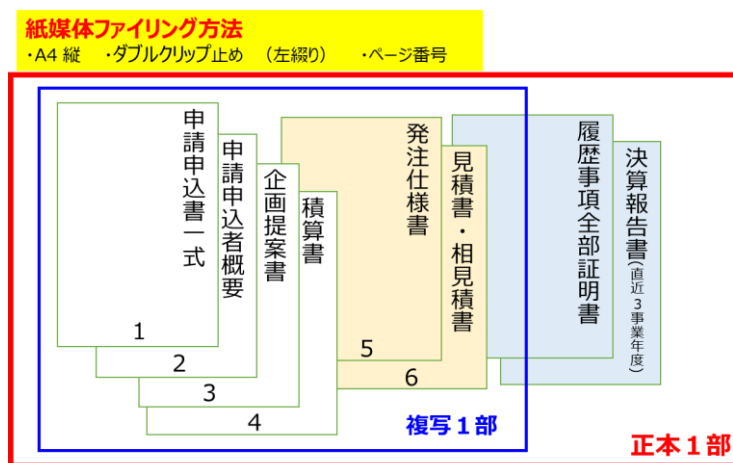 紙媒体ファイリング方法
・A4 縦　・ダブルクリップ止め　（左綴り）　・ページ番号
申請申込書一式
1
申請申込者概要
2
企画提案書
3
積算書
4
発注仕様書
5
見積書・相見積書
6
履歴事項全部証明書
決算報告書(直近3事業年度)
複写１部
正本１部